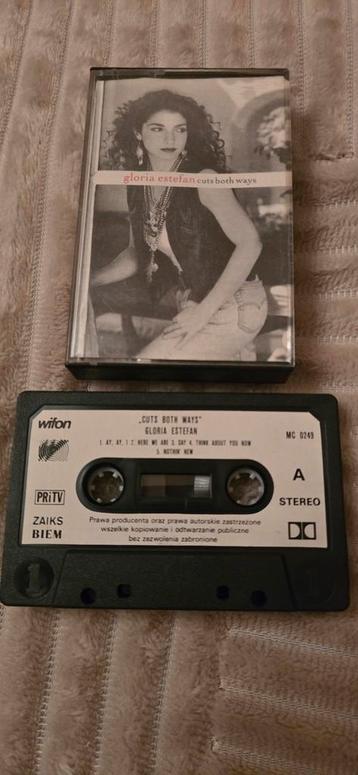 gloria estefan cuts both ways
wifon
„CUTS BOTH WAYS"
GLORIA ESTEFAN
MC 0249
1. AY, AY, I 2. HERE WE ARE 3. SAY 4. THINK ABOUT YOU NOW
5. NOTHIN' NEW
A
STEREO
PRiTV
ZAIKS
BIEM
Prawa producenta oraz prawa autorskie zastrzeżone
wszelkie kopiowanie i odtwarzanie publiczne
bez zezwolenia zabronione
1